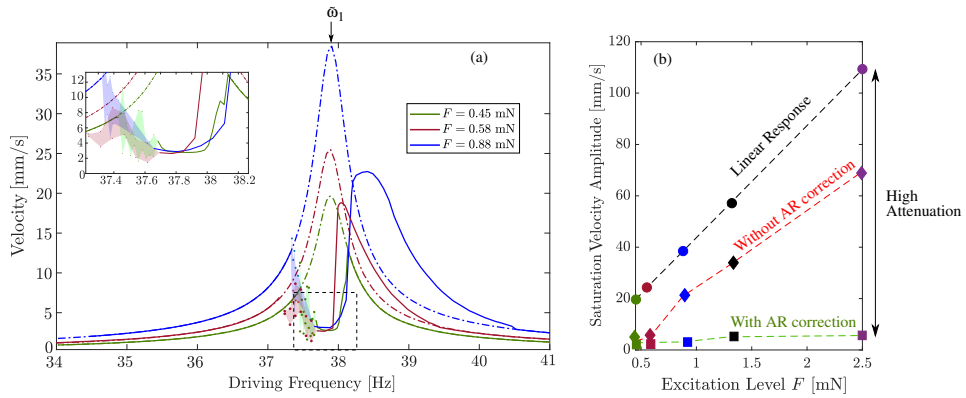 ω̃₁
(a)
Velocity [mm/s]
35
30
25
20
15
10
5
0
12
10
8
6
4
2
0
37.4 37.6 37.8 38 38.2
F = 0.45 mN
F = 0.58 mN
F = 0.88 mN
34 35 36 37 38 39 40 41
Driving Frequency [Hz]
(b)
Saturation Velocity Amplitude [mm/s]
120
100
80
60
40
20
0
Linear Response
Without AR correction
With AR correction
High
Attenuation
0.5 1 1.5 2 2.5
Excitation Level F [mN]